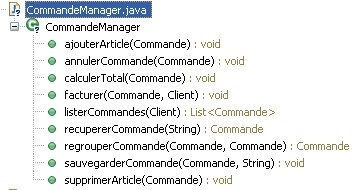 CommandeManager.java
CommandeManager
ajouterArticle(Commande) : void
annulerCommande(Commande) : void
calculerTotal(Commande) : void
facturer(Commande, Client) : void
listerCommandes(Client) : List<Commande>
recupererCommande(String) : Commande
regrouperCommande(Commande, Commande) : Commande
sauvegarderCommande(Commande, String) : void
supprimerArticle(Commande) : void